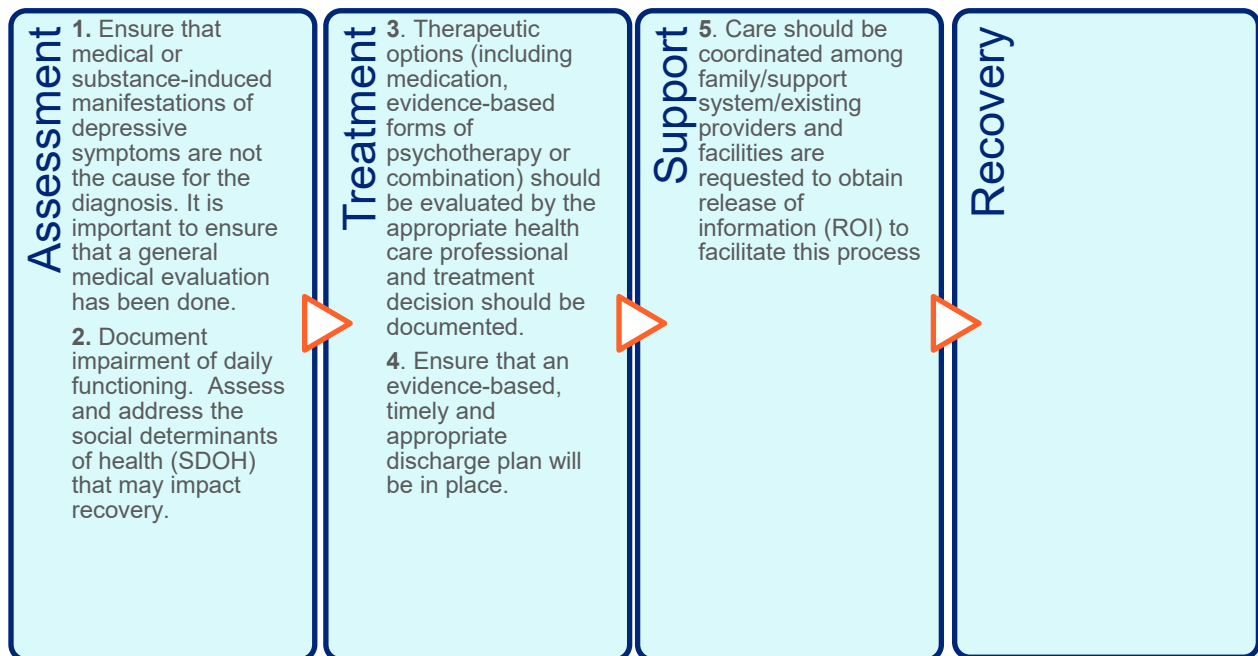 Assessment
1. Ensure that
medical or
substance-induced
manifestations of
depressive
symptoms are not
the cause for the
diagnosis. It is
important to ensure
that a general
medical evaluation
has been done.
2. Document
impairment of daily
functioning.  Assess
and address the
social determinants
of health (SDOH)
that may impact
recovery.
Treatment
3. Therapeutic
options (including
medication,
evidence-based
forms of
psychotherapy or
combination) should
be evaluated by the
appropriate health
care professional
and treatment
decision should be
documented.
4. Ensure that an
evidence-based,
timely and
appropriate
discharge plan will
be in place.
Support
5. Care should be
coordinated among
family/support
system/existing
providers and
facilities are
requested to obtain
release of
information (ROI) to
facilitate this process
Recovery